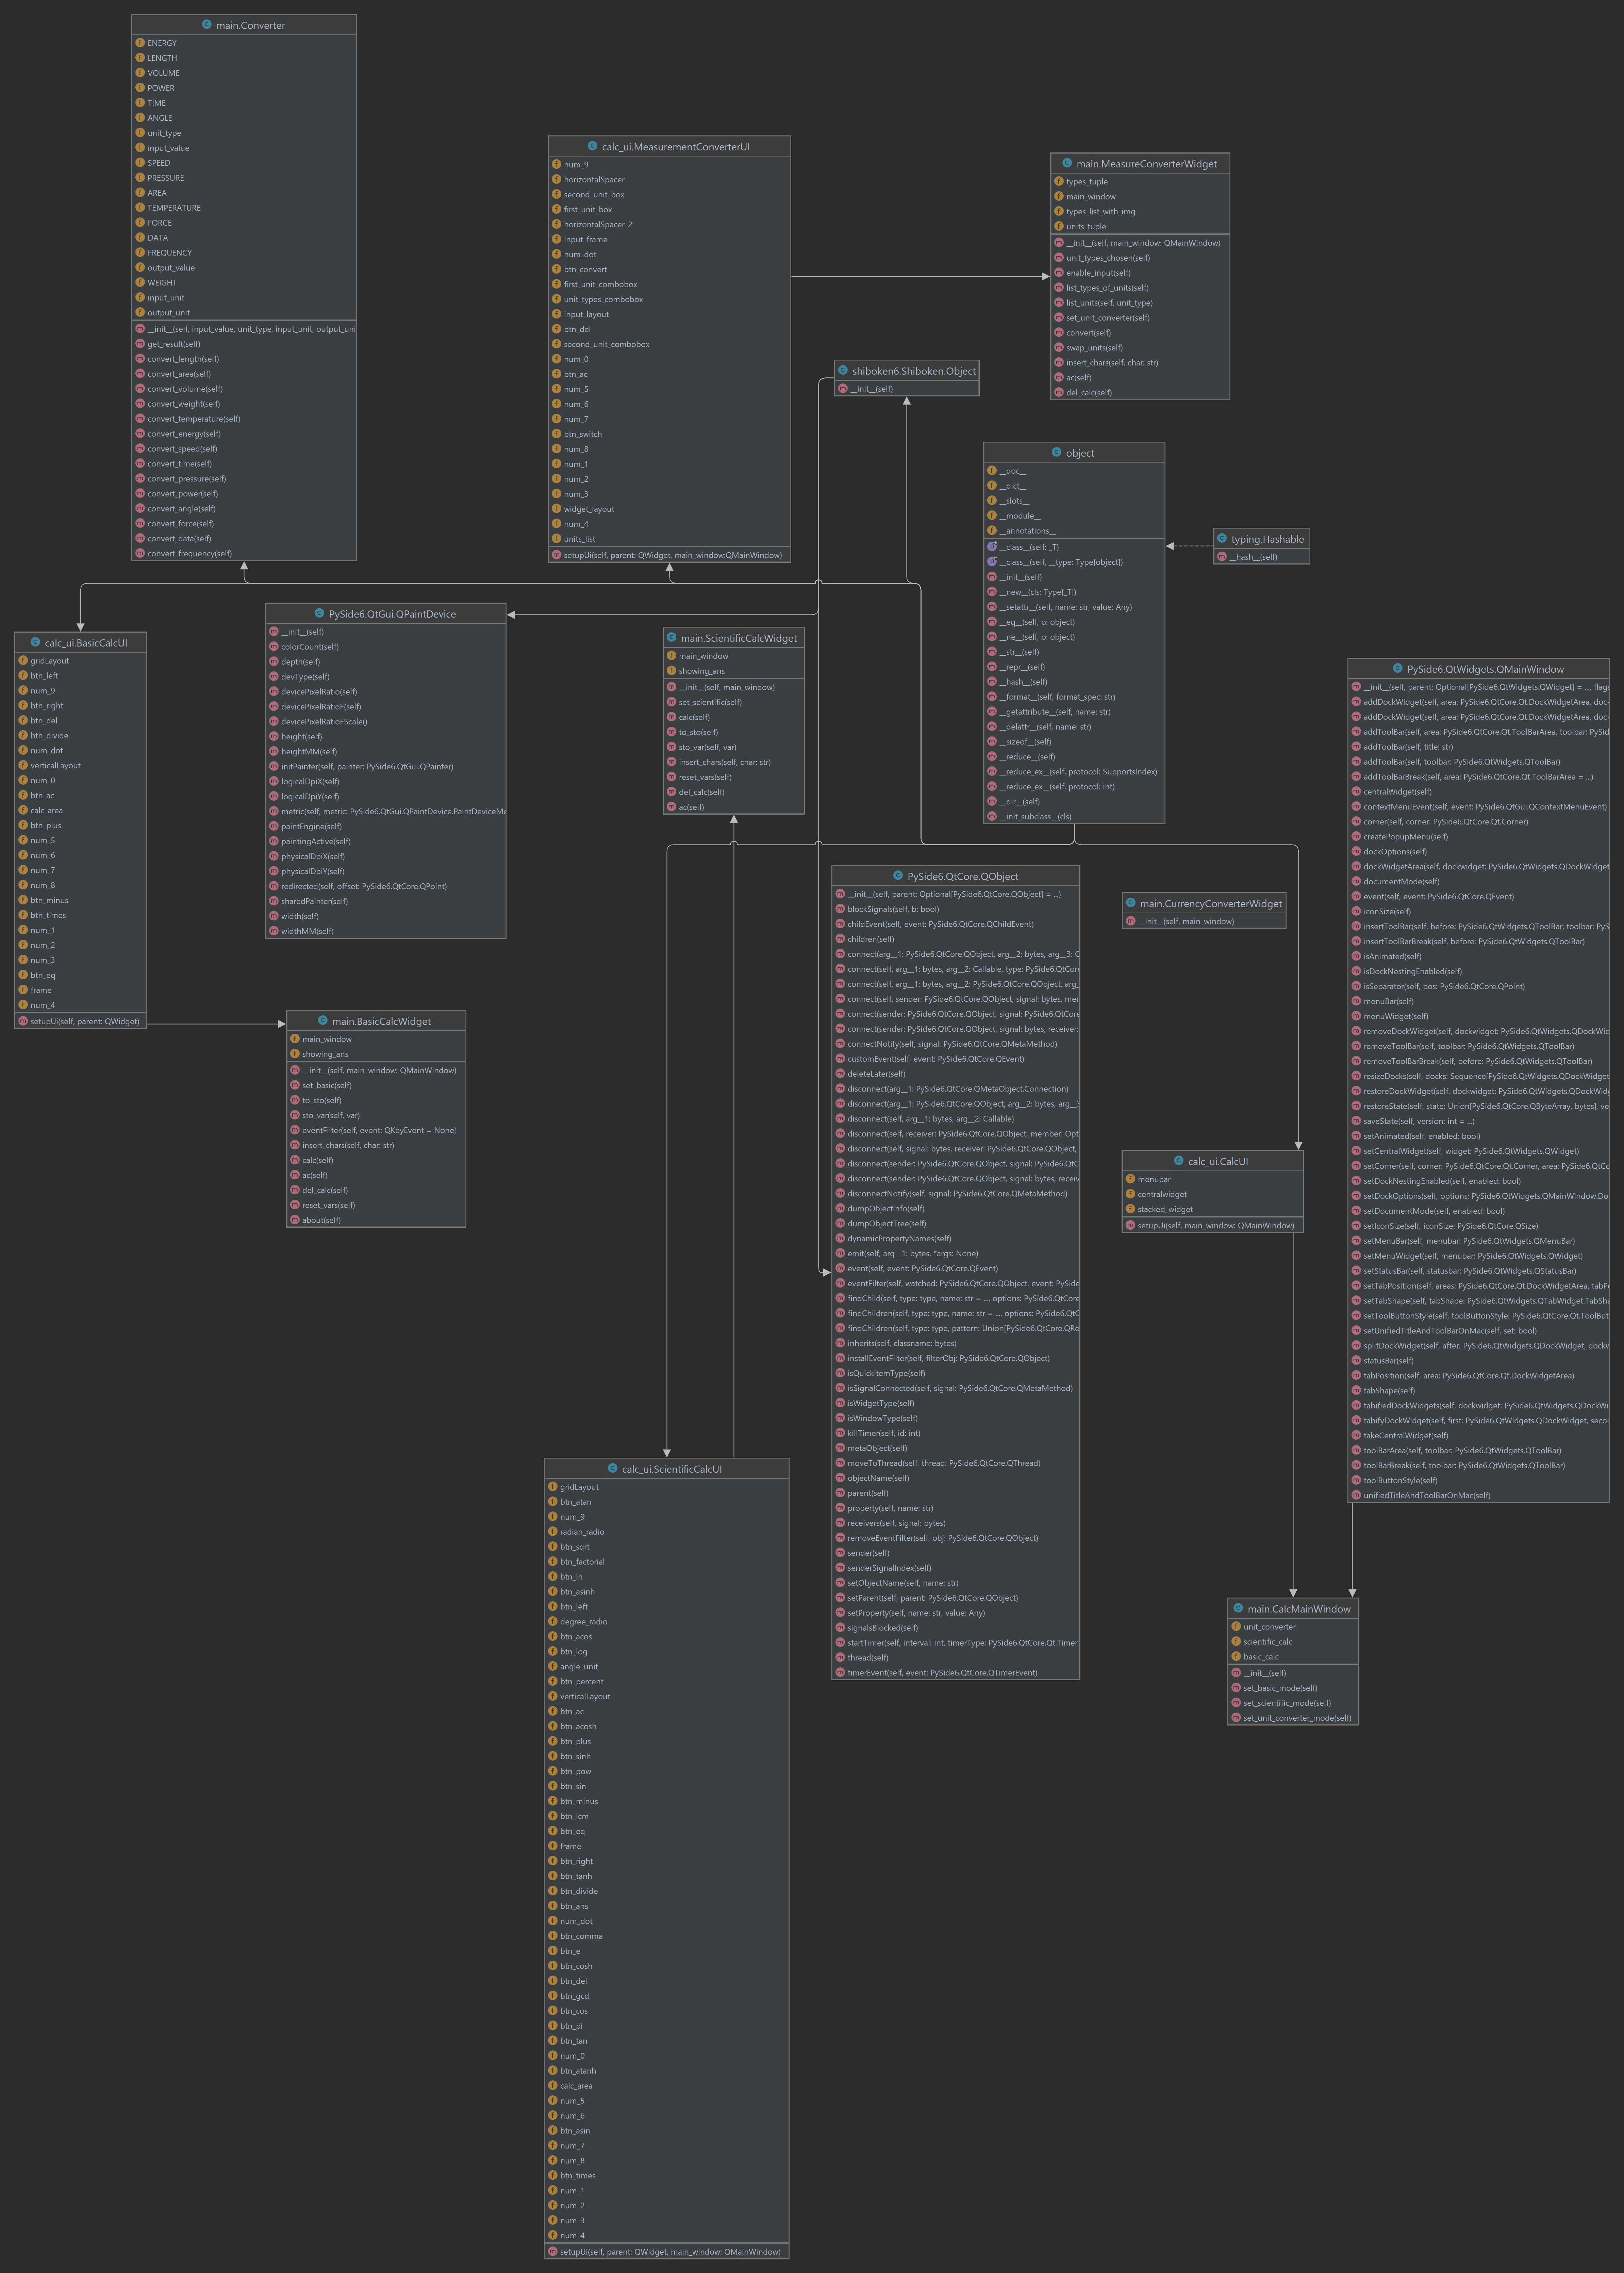 main.Converter
ENERGY
LENGTH
VOLUME
POWER
TIME
ANGLE
unit_type
input_value
SPEED
PRESSURE
AREA
TEMPERATURE
FORCE
DATA
FREQUENCY
output_value
WEIGHT
input_unit
output_unit
__init__(self, input_value, unit_type, input_unit, output_uni
get_result(self)
convert_length(self)
convert_area(self)
convert_volume(self)
convert_weight(self)
convert_temperature(self)
convert_energy(self)
convert_speed(self)
convert_time(self)
convert_pressure(self)
convert_power(self)
convert_angle(self)
convert_force(self)
convert_data(self)
convert_frequency(self)
calc_ui.MeasurementConverterUI
num_9
horizontalSpacer
second_unit_box
first_unit_box
horizontalSpacer_2
input_frame
num_dot
btn_convert
first_unit_combobox
unit_types_combobox
input_layout
btn_del
second_unit_combobox
num_0
btn_ac
num_5
num_6
num_7
btn_switch
num_8
num_1
num_2
num_3
widget_layout
num_4
units_list
setupUi(self, parent: QWidget, main_window:QMainWindow)
main.MeasureConverterWidget
types_tuple
main_window
types_list_with_img
units_tuple
__init__(self, main_window: QMainWindow)
unit_types_chosen(self)
enable_input(self)
list_types_of_units(self)
list_units(self, unit_type)
set_unit_converter(self)
convert(self)
swap_units(self)
insert_chars(self, char: str)
ac(self)
del_calc(self)
shiboken6.Shiboken.Object
__init__(self)
object
__doc__
__dict__
__slots__
__module__
__annotations__
__class__(self: _T)
__class__(self, __type: Type[object])
__init__(self)
__new__(cls: Type[_T])
__setattr__(self, name: str, value: Any)
__eq__(self, o: object)
__ne__(self, o: object)
__str__(self)
__repr__(self)
__hash__(self)
__format__(self, format_spec: str)
__getattribute__(self, name: str)
__delattr__(self, name: str)
__sizeof__(self)
__reduce__(self)
__reduce_ex__(self, protocol: SupportsIndex)
__reduce_ex__(self, protocol: int)
__dir__(self)
__init_subclass__(cls)
typing.Hashable
__hash__(self)
calc_ui.BasicCalcUI
gridLayout
btn_left
num_9
btn_right
btn_del
btn_divide
num_dot
verticalLayout
num_0
btn_ac
calc_area
btn_plus
num_5
num_6
num_7
num_8
btn_minus
btn_times
num_1
num_2
num_3
btn_eq
frame
num_4
setupUi(self, parent: QWidget)
PySide6.QtGui.QPaintDevice
__init__(self)
colorCount(self)
depth(self)
devType(self)
devicePixelRatio(self)
devicePixelRatioF(self)
devicePixelRatioFScale()
height(self)
heightMM(self)
initPainter(self, painter: PySide6.QtGui.QPainter)
logicalDpiX(self)
logicalDpiY(self)
metric(self, metric: PySide6.QtGui.QPaintDevice.PaintDeviceMe
paintEngine(self)
paintingActive(self)
physicalDpiX(self)
physicalDpiY(self)
redirected(self, offset: PySide6.QtCore.QPoint)
sharedPainter(self)
width(self)
widthMM(self)
main.ScientificCalcWidget
main_window
showing_ans
__init__(self, main_window)
set_scientific(self)
calc(self)
to_sto(self)
sto_var(self, var)
insert_chars(self, char: str)
reset_vars(self)
del_calc(self)
ac(self)
PySide6.QtWidgets.QMainWindow
__init__(self, parent: Optional[PySide6.QtWidgets.QWidget] = ..., flag
addDockWidget(self, area: PySide6.QtCore.Qt.DockWidgetArea, doc
addDockWidget(self, area: PySide6.QtCore.Qt.DockWidgetArea, doc
addToolBar(self, area: PySide6.QtCore.Qt.ToolBarArea, toolbar: PySid
addToolBar(self, title: str)
addToolBar(self, toolbar: PySide6.QtWidgets.QToolBar)
addToolBarBreak(self, area: PySide6.QtCore.Qt.ToolBarArea = ...)
centralWidget(self)
contextMenuEvent(self, event: PySide6.QtGui.QContextMenuEvent)
corner(self, corner: PySide6.QtCore.Qt.Corner)
createPopupMenu(self)
dockOptions(self)
dockWidgetArea(self, dockwidget: PySide6.QtWidgets.QDockWidget
documentMode(self)
event(self, event: PySide6.QtCore.QEvent)
iconSize(self)
insertToolBar(self, before: PySide6.QtWidgets.QToolBar, toolbar: PyS
insertToolBarBreak(self, before: PySide6.QtWidgets.QToolBar)
isAnimated(self)
isDockNestingEnabled(self)
isSeparator(self, pos: PySide6.QtCore.QPoint)
menuBar(self)
menuWidget(self)
removeDockWidget(self, dockwidget: PySide6.QtWidgets.QDockWic
removeToolBar(self, toolbar: PySide6.QtWidgets.QToolBar)
removeToolBarBreak(self, before: PySide6.QtWidgets.QToolBar)
resizeDocks(self, docks: Sequence[PySide6.QtWidgets.QDockWidget
restoreDockWidget(self, dockwidget: PySide6.QtWidgets.QDockWid
restoreState(self, state: Union[PySide6.QtCore.QByteArray, bytes], ve
saveState(self, version: int = ...)
setAnimated(self, enabled: bool)
setCentralWidget(self, widget: PySide6.QtWidgets.QWidget)
setCorner(self, corner: PySide6.QtCore.Qt.Corner, area: PySide6.QtCo
setDockNestingEnabled(self, enabled: bool)
setDockOptions(self, options: PySide6.QtWidgets.QMainWindow.Do
setDocumentMode(self, enabled: bool)
setIconSize(self, iconSize: PySide6.QtCore.QSize)
setMenuBar(self, menubar: PySide6.QtWidgets.QMenuBar)
setMenuWidget(self, menubar: PySide6.QtWidgets.QWidget)
setStatusBar(self, statusbar: PySide6.QtWidgets.QStatusBar)
setTabPosition(self, areas: PySide6.QtCore.Qt.DockWidgetArea, tabP
setTabShape(self, tabShape: PySide6.QtWidgets.QTabWidget.TabSh
setToolButtonStyle(self, toolButtonStyle: PySide6.QtCore.Qt.ToolBut
setUnifiedTitleAndToolBarOnMac(self, set: bool)
splitDockWidget(self, after: PySide6.QtWidgets.QDockWidget, dockv
statusBar(self)
tabPosition(self, area: PySide6.QtCore.Qt.DockWidgetArea)
tabShape(self)
tabifiedDockWidgets(self, dockwidget: PySide6.QtWidgets.QDockWi
tabifyDockWidget(self, first: PySide6.QtWidgets.QDockWidget, seco
takeCentralWidget(self)
toolBarArea(self, toolbar: PySide6.QtWidgets.QToolBar)
toolBarBreak(self, toolbar: PySide6.QtWidgets.QToolBar)
toolButtonStyle(self)
unifiedTitleAndToolBarOnMac(self)
PySide6.QtCore.QObject
__init__(self, parent: Optional[PySide6.QtCore.QObject] = ...)
blockSignals(self, b: bool)
childEvent(self, event: PySide6.QtCore.QChildEvent)
children(self)
connect(arg__1: PySide6.QtCore.QObject, arg__2: bytes, arg__3: C
connect(self, arg__1: bytes, arg__2: Callable, type: PySide6.QtCore
connect(self, arg__1: bytes, arg__2: PySide6.QtCore.QObject, arg_
connect(self, sender: PySide6.QtCore.QObject, signal: bytes, mer
connect(sender: PySide6.QtCore.QObject, signal: PySide6.QtCore
connect(sender: PySide6.QtCore.QObject, signal: bytes, receiver:
connectNotify(self, signal: PySide6.QtCore.QMetaMethod)
customEvent(self, event: PySide6.QtCore.QEvent)
deleteLater(self)
disconnect(arg__1: PySide6.QtCore.QMetaObject.Connection)
disconnect(arg__1: PySide6.QtCore.QObject, arg__2: bytes, arg__3
disconnect(self, arg__1: bytes, arg__2: Callable)
disconnect(self, receiver: PySide6.QtCore.QObject, member: Opt
disconnect(self, signal: bytes, receiver: PySide6.QtCore.QObject,
disconnect(sender: PySide6.QtCore.QObject, signal: PySide6.QtC
disconnect(sender: PySide6.QtCore.QObject, signal: bytes, receiv
disconnectNotify(self, signal: PySide6.QtCore.QMetaMethod)
dumpObjectInfo(self)
dumpObjectTree(self)
dynamicPropertyNames(self)
emit(self, arg__1: bytes, *args: None)
event(self, event: PySide6.QtCore.QEvent)
eventFilter(self, watched: PySide6.QtCore.QObject, event: PySide
findChild(self, type: type, name: str = ..., options: PySide6.QtCore
findChildren(self, type: type, name: str = ..., options: PySide6.QtC
findChildren(self, type: type, pattern: Union[PySide6.QtCore.QRe
inherits(self, classname: bytes)
installEventFilter(self, filterObj: PySide6.QtCore.QObject)
isQuickItemType(self)
isSignalConnected(self, signal: PySide6.QtCore.QMetaMethod)
isWidgetType(self)
isWindowType(self)
killTimer(self, id: int)
metaObject(self)
moveToThread(self, thread: PySide6.QtCore.QThread)
objectName(self)
parent(self)
property(self, name: str)
receivers(self, signal: bytes)
removeEventFilter(self, obj: PySide6.QtCore.QObject)
sender(self)
senderSignalIndex(self)
setObjectName(self, name: str)
setParent(self, parent: PySide6.QtCore.QObject)
setProperty(self, name: str, value: Any)
signalsBlocked(self)
startTimer(self, interval: int, timerType: PySide6.QtCore.Qt.Timer
thread(self)
timerEvent(self, event: PySide6.QtCore.QTimerEvent)
main.CurrencyConverterWidget
__init__(self, main_window)
main.BasicCalcWidget
main_window
showing_ans
__init__(self, main_window: QMainWindow)
set_basic(self)
to_sto(self)
sto_var(self, var)
eventFilter(self, event: QKeyEvent = None)
insert_chars(self, char: str)
calc(self)
ac(self)
del_calc(self)
reset_vars(self)
about(self)
calc_ui.CalcUI
menubar
centralwidget
stacked_widget
setupUi(self, main_window: QMainWindow)
calc_ui.ScientificCalcUI
gridLayout
btn_atan
num_9
radian_radio
btn_sqrt
btn_factorial
btn_ln
btn_asinh
btn_left
degree_radio
btn_acos
btn_log
angle_unit
btn_percent
verticalLayout
btn_ac
btn_acosh
btn_plus
btn_sinh
btn_pow
btn_sin
btn_minus
btn_lcm
btn_eq
frame
btn_right
btn_tanh
btn_divide
btn_ans
num_dot
btn_comma
btn_e
btn_cosh
btn_del
btn_gcd
btn_cos
btn_pi
btn_tan
num_0
btn_atanh
calc_area
num_5
num_6
btn_asin
num_7
num_8
btn_times
num_1
num_2
num_3
num_4
setupUi(self, parent: QWidget, main_window: QMainWindow)
main.CalcMainWindow
unit_converter
scientific_calc
basic_calc
__init__(self)
set_basic_mode(self)
set_scientific_mode(self)
set_unit_converter_mode(self)